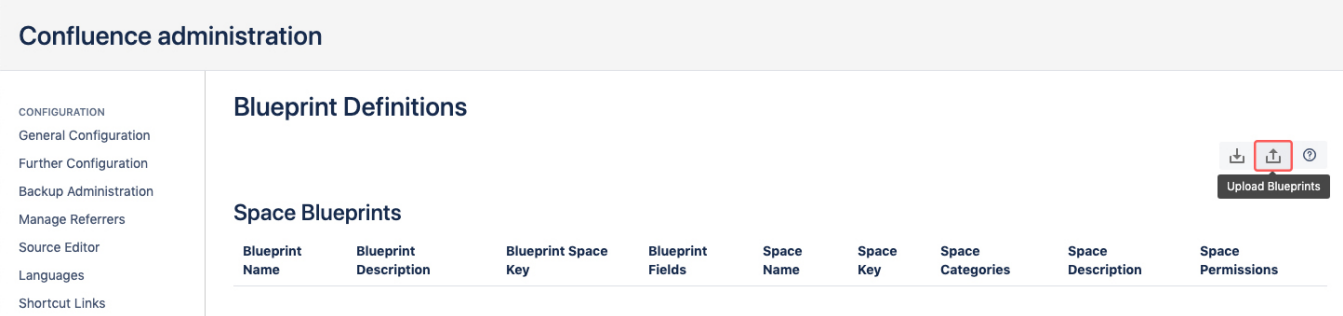 Confluence administration
CONFIGURATION
General Configuration
Further Configuration
Backup Administration
Manage Referrers
Source Editor
Languages
Shortcut Links
Blueprint Definitions
Upload Blueprints
Space Blueprints
Blueprint Name
Blueprint Description
Blueprint Space Key
Blueprint Fields
Space Name
Space Key
Space Categories
Space Description
Space Permissions